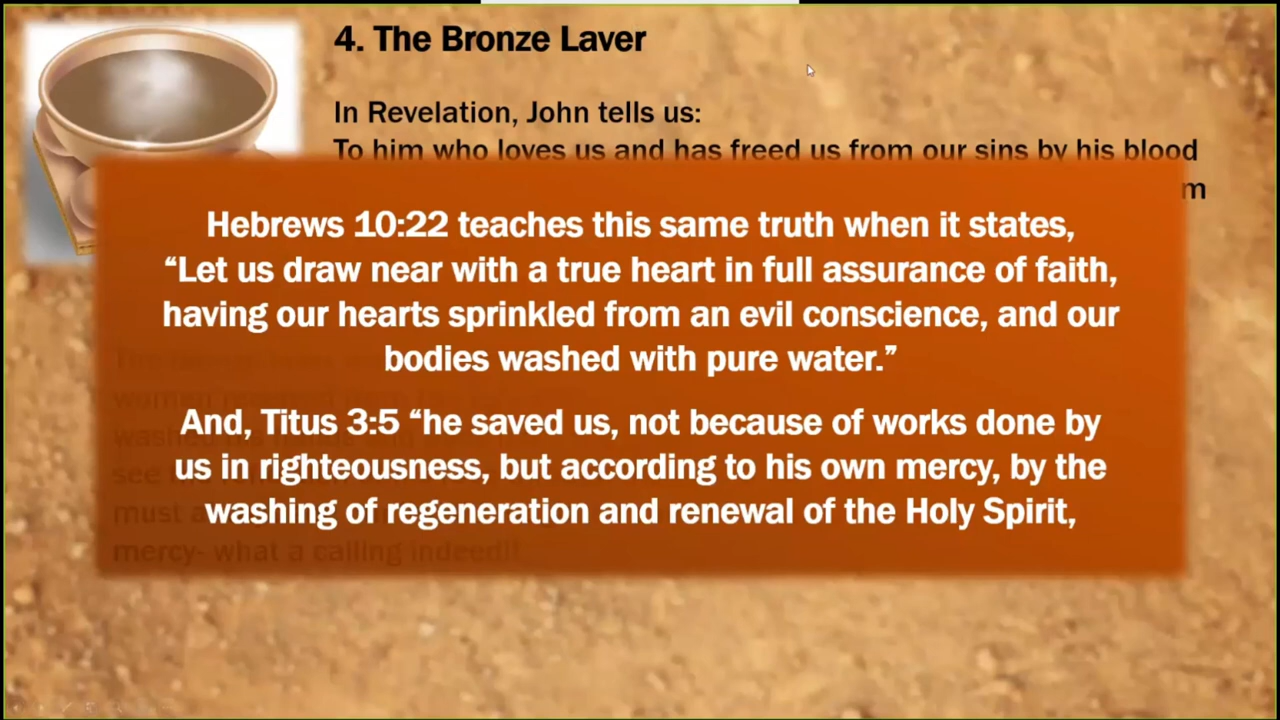 4. The Bronze Laver
In Revelation, John tells us:
To him who loves us and has freed us from our sins by his blood
m
Hebrews 10:22 teaches this same truth when it states,
“Let us draw near with a true heart in full assurance of faith,
having our hearts sprinkled from an evil conscience, and our
bodies washed with pure water.”
And, Titus 3:5 “he saved us, not because of works done by
us in righteousness, but according to his own mercy, by the
washing of regeneration and renewal of the Holy Spirit,
mercy- what a calling indeed!!